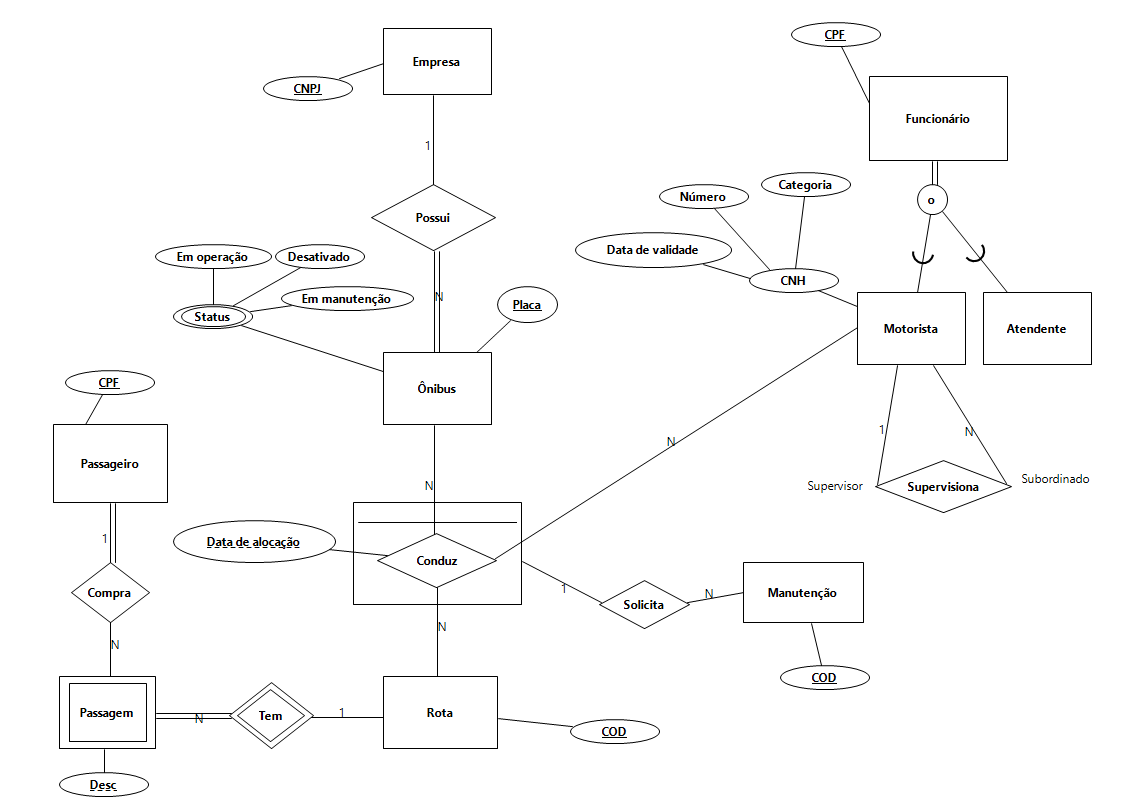 CPF
Empresa
CNPJ
Funcionário
1
Categoria
Número
o
Possui
Em operação
Desativado
Data de validade
CNH
Em manutenção
N
Placa
Status
Motorista
Atendente
CPF
Ônibus
1
N
N
Passageiro
N
Supervisor
Supervisiona
Subordinado
1
Data de alocação
Conduz
Compra
1
N
Manutenção
Solicita
N
N
COD
Passagem
N
Tem
1
Rota
COD
Desc